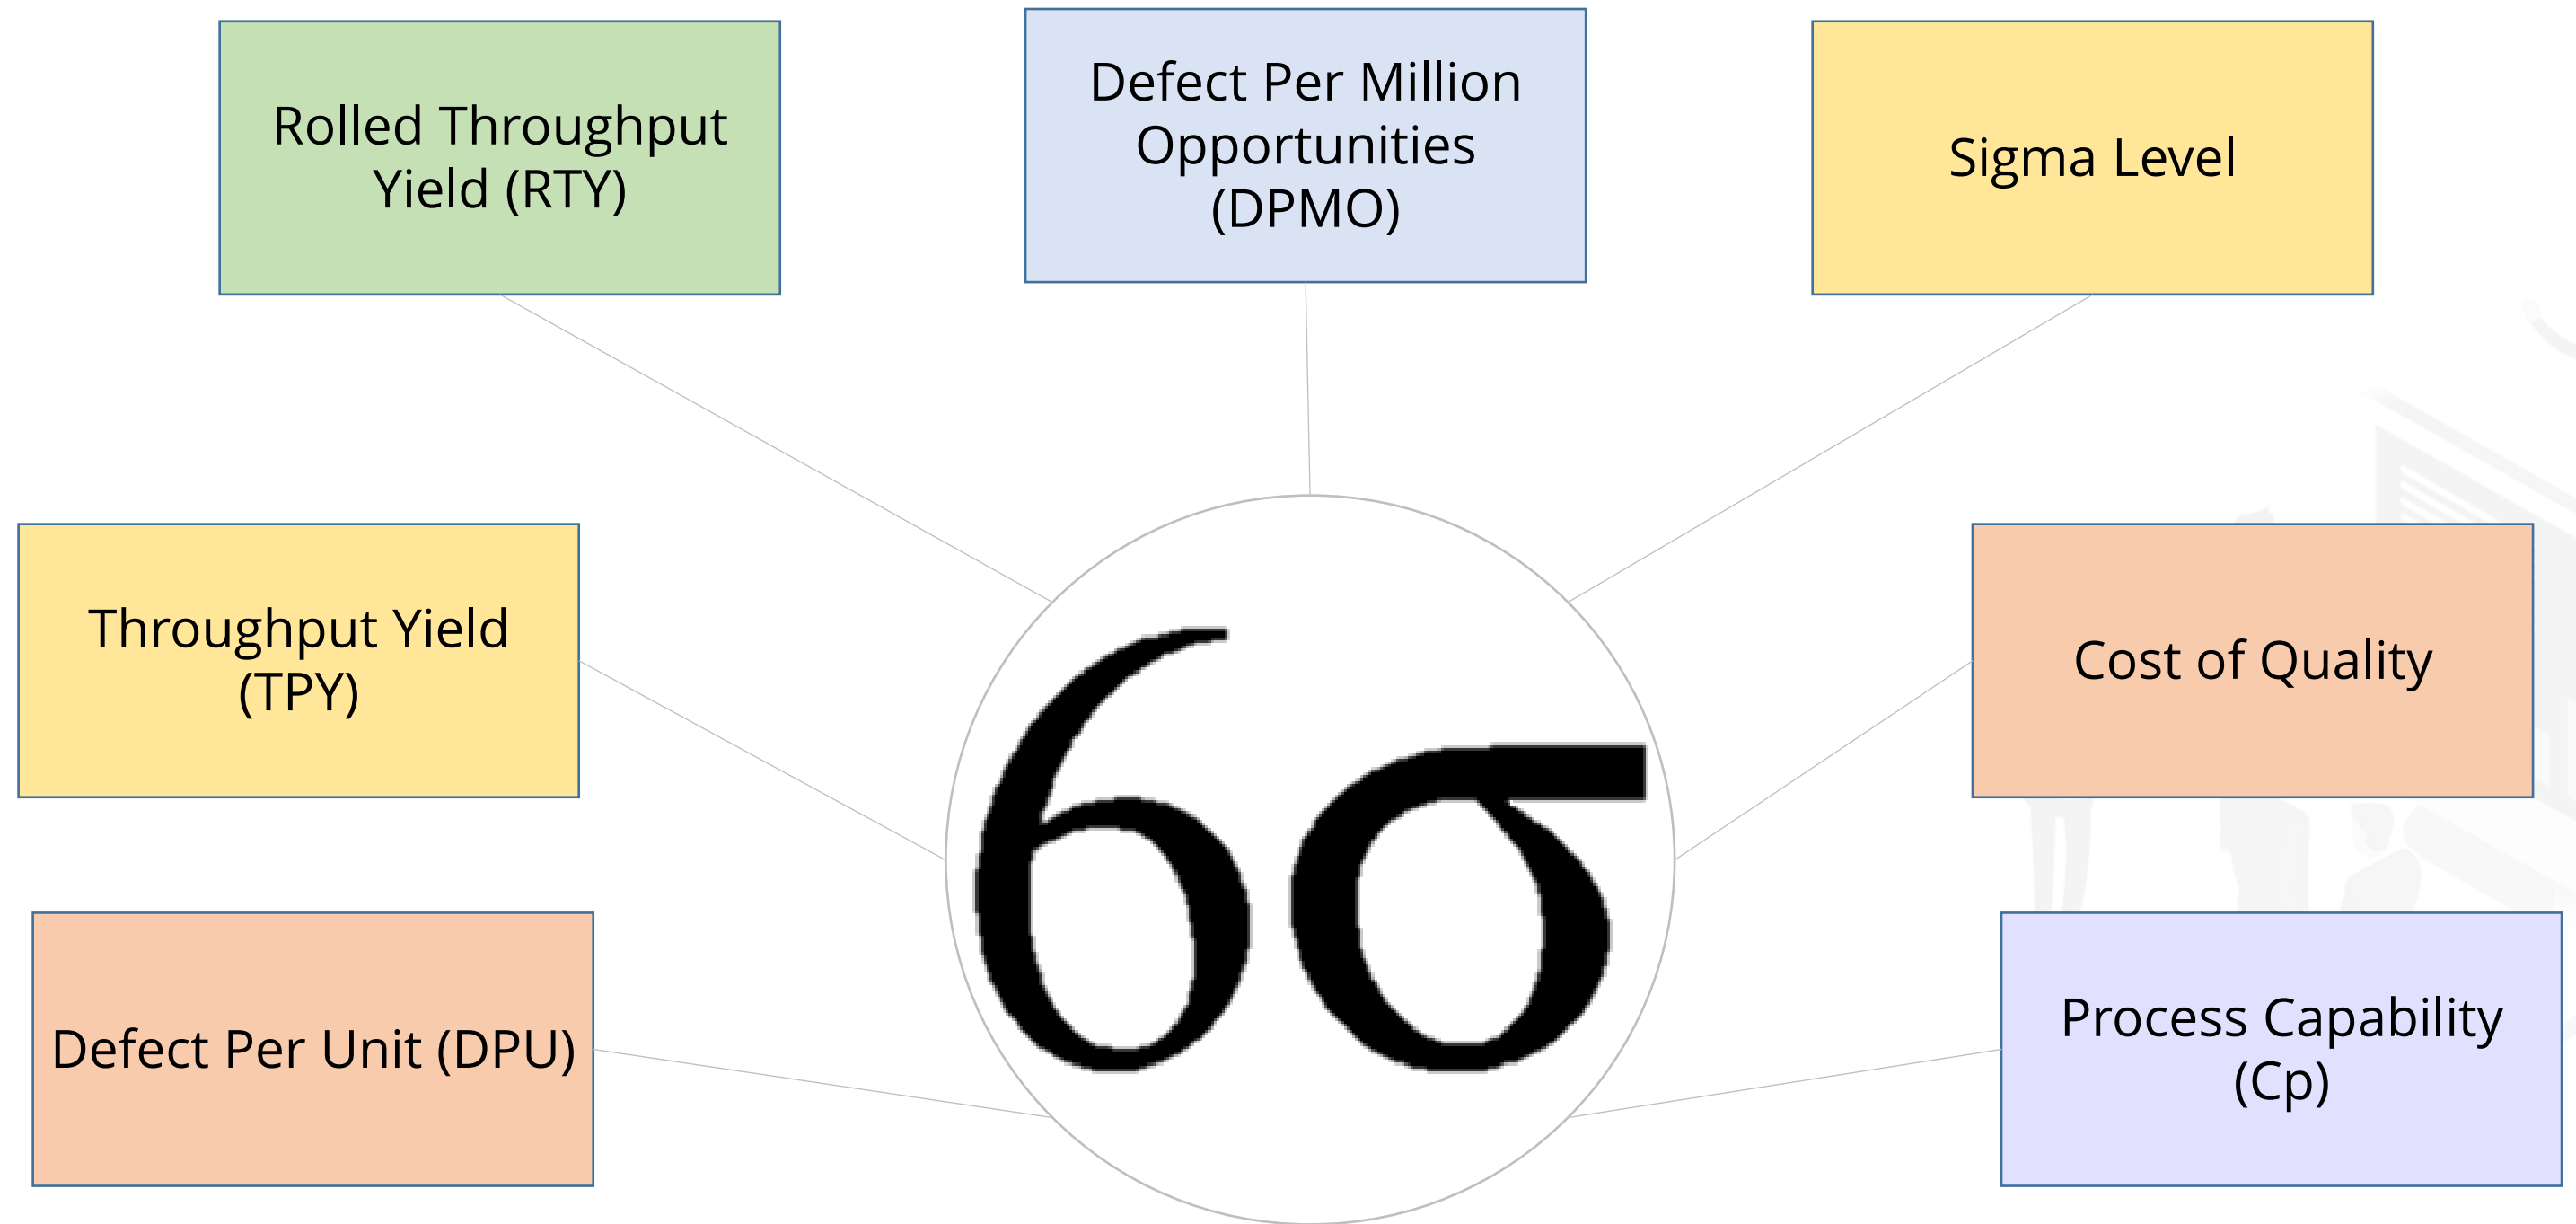 Rolled Throughput
Yield (RTY)
Defect Per Million
Opportunities
(DPMO)
Sigma Level
Throughput Yield
(TPY)
Cost of Quality
6σ
Defect Per Unit (DPU)
Process Capability
(Cp)